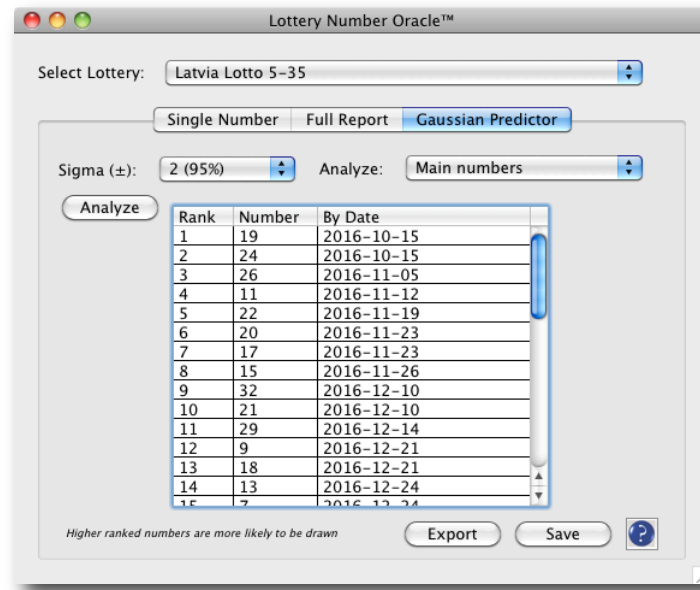 Lottery Number Oracle™
Select Lottery: Latvia Lotto 5-35
Single Number Full Report Gaussian Predictor
Sigma (±): 2 (95%) Analyze: Main numbers
Analyze
Rank Number By Date
1 19 2016-10-15
2 24 2016-10-15
3 26 2016-11-05
4 11 2016-11-12
5 22 2016-11-19
6 20 2016-11-23
7 17 2016-11-23
8 15 2016-11-26
9 32 2016-12-10
10 21 2016-12-10
11 29 2016-12-14
12 9 2016-12-21
13 18 2016-12-21
14 13 2016-12-24
15 7 2016-12-24
Higher ranked numbers are more likely to be drawn Export Save ?